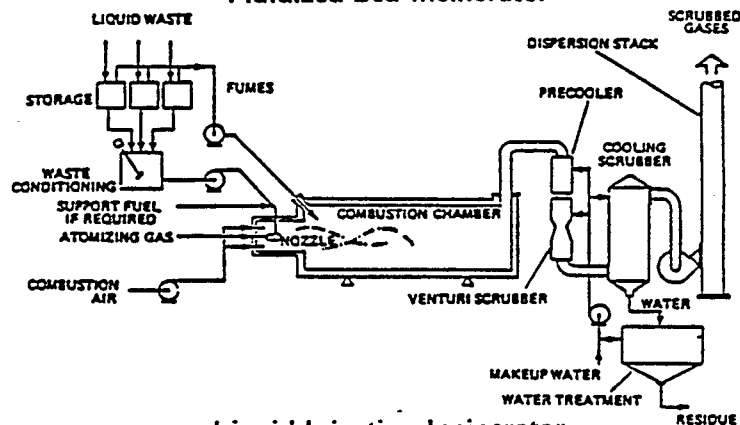 LIQUID WASTE
SCRUBBED
GASES
DISPERSION STACK
FUMES
PRECOOLER
STORAGE
COOLING
SCRUBBER
WASTE
CONDITIONING
SUPPORT FUEL
IF REQUIRED
COMBUSTION CHAMBER
ATOMIZING GAS
NOZZLE
COMBUSTION
AIR
VENTURI SCRUBBER
WATER
MAKEUP WATER
WATER TREATMENT
RESIDUE